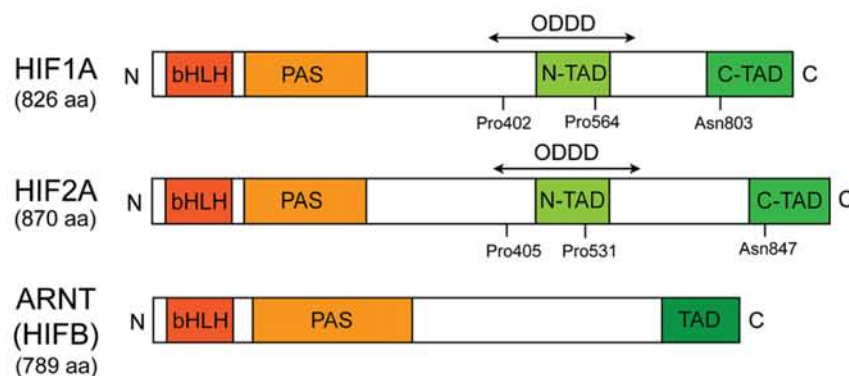 ODDD
HIF1A
(826 aa)
N bHLH PAS N-TAD C-TAD C
Pro402 Pro564 Asn803
ODDD
HIF2A
(870 aa)
N bHLH PAS N-TAD C-TAD C
Pro405 Pro531 Asn847
ARNT
(HIFB)
(789 aa)
N bHLH PAS TAD C